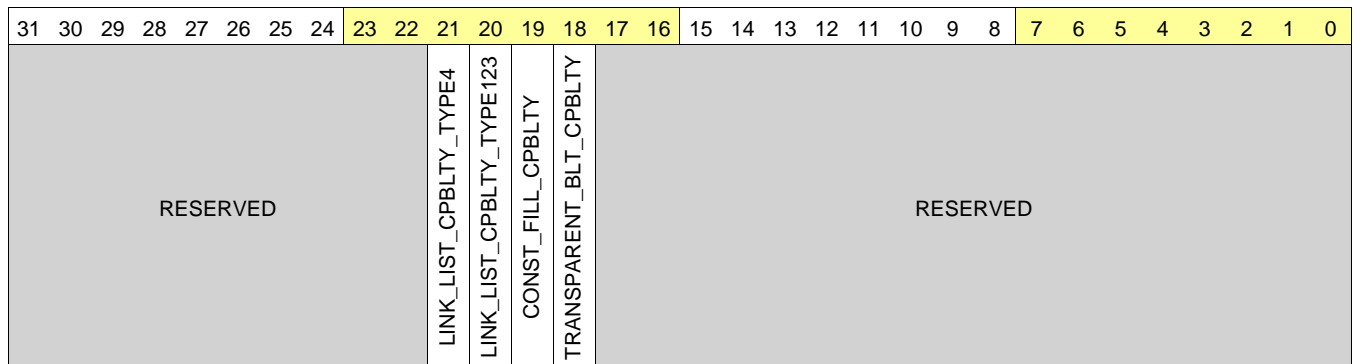 31 30 29 28 27 26 25 24 23 22 21 20 19 18 17 16 15 14 13 12 11 10 9 8 7 6 5 4 3 2 1 0
RESERVED
LINK_LIST_CPBLTY_TYPE4
LINK_LIST_CPBLTY_TYPE123
CONST_FILL_CPBLTY
TRANSPARENT_BLT_CPBLTY
RESERVED